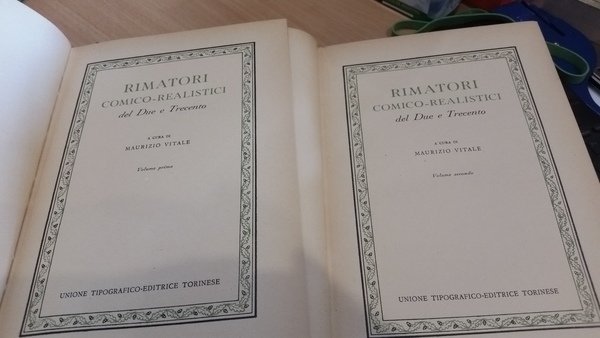 RIMATORI
COMICO-REALISTICI
del Due e Trecento
A CURA DI
MAURIZIO VITALE
Volume primo
UNIONE TIPOGRAFICO-EDITRICE TORINESE
RIMATORI
COMICO-REALISTICI
del Due e Trecento
A CURA DI
MAURIZIO VITALE
Volume secondo
UNIONE TIPOGRAFICO-EDITRICE TORINESE